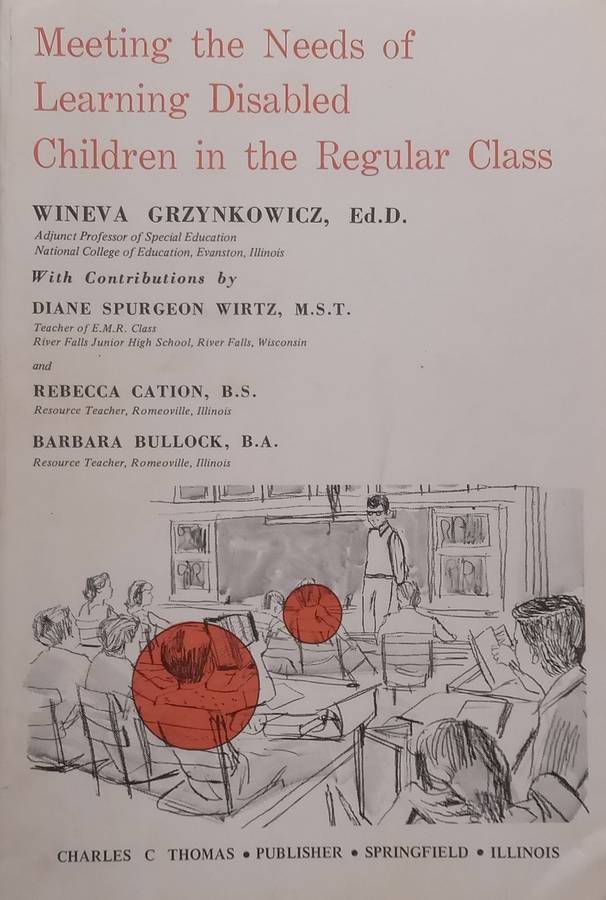 Meeting the Needs of
Learning Disabled
Children in the Regular Class
WINEVA GRZYNKOWICZ, Ed.D.
Adjunct Professor of Special Education
National College of Education, Evanston, Illinois
With Contributions by
DIANE SPURGEON WIRTZ, M.S.T.
Teacher of E.M.R. Class
River Falls Junior High School, River Falls, Wisconsin
and
REBECCA CATION, B.S.
Resource Teacher, Romeoville, Illinois
BARBARA BULLOCK, B.A.
Resource Teacher, Romeoville, Illinois
CHARLES C THOMAS • PUBLISHER • SPRINGFIELD • ILLINOIS